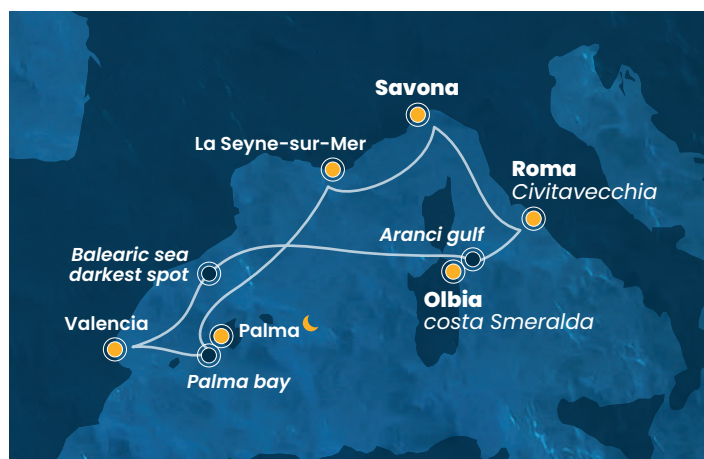 Savona
La Seyne-sur-Mer
Roma
Civitavecchia
Aranci gulf
Balearic sea
darkest spot
Olbia
costa Smeralda
Valencia
Palma
Palma bay